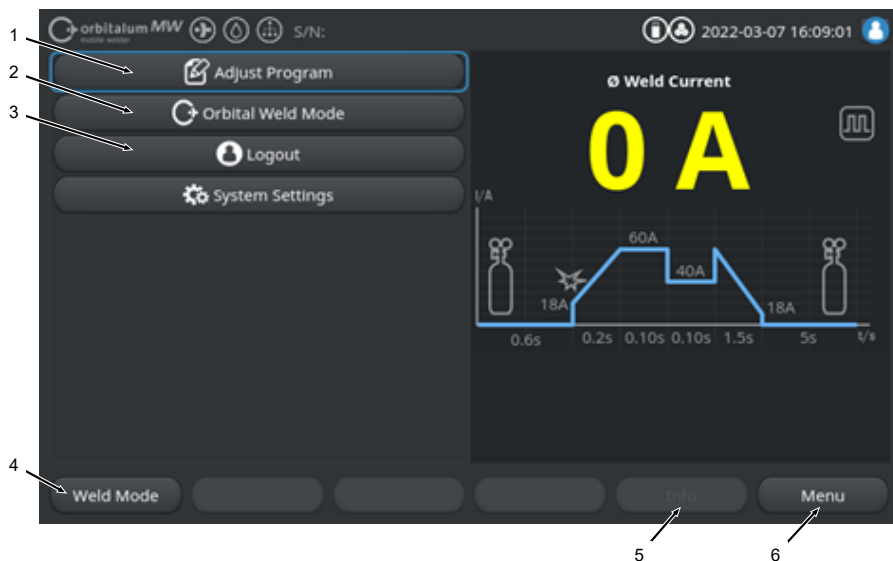 orbitalum MW
mobile welder
S/N:
2022-03-07 16:09:01
1
Adjust Program
2
Orbital Weld Mode
3
Logout
System Settings
Ø Weld Current
0 A
I/A
60A
40A
18A
18A
0.6s 0.2s 0.10s 0.10s 1.5s 5s t/s
4
Weld Mode
Info
Menu
5
6